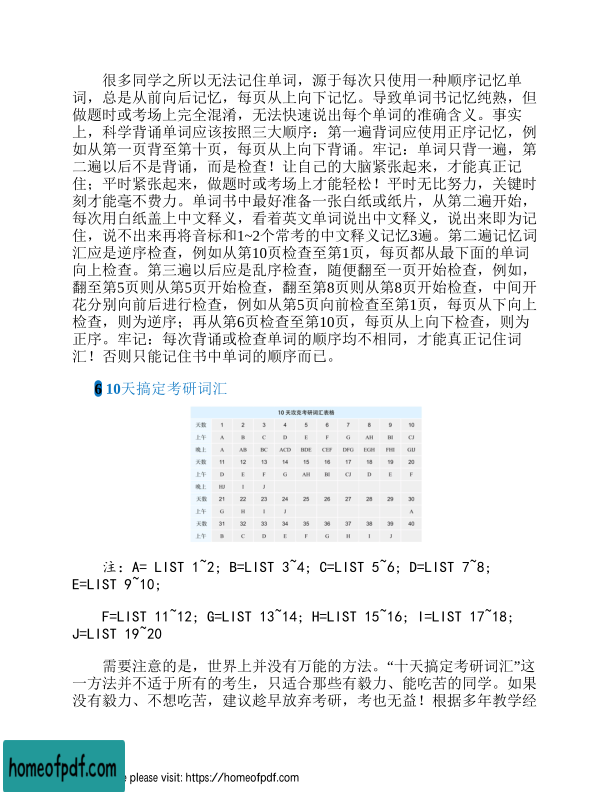 很多同学之所以无法记住单词，源于每次只使用一种顺序记忆单
词，总是从前向后记忆，每页从上向下记忆。导致单词书记忆纯熟，但
做题时或考场上完全混淆，无法快速说出每个单词的准确含义。事实
上，科学背诵单词应该按照三大顺序：第一遍背词应使用正序记忆，例
如从第一页背至第十页，每页从上向下背诵。牢记：单词只背一遍，第
二遍以后不是背诵，而是检查！让自己的大脑紧张起来，才能真正记
住；平时紧张起来，做题时或考场上才能轻松！平时无比努力，关键时
刻才能毫不费力。单词书中最好准备一张白纸或纸片，从第二遍开始，
每次用白纸盖上中文释义，看着英文单词说出中文释义，说出来即为记
住，说不出来再将音标和1~2个常考的中文释义记忆3遍。第二遍记忆词
汇应是逆序检查，例如从第10页检查至第1页，每页都从最下面的单词
向上检查。第三遍以后应是乱序检查，随便翻至一页开始检查，例如，
翻至第5页则从第5页开始检查，翻至第8页则从第8页开始检查，中间开
花分别向前后进行检查，例如从第5页向前检查至第1页，每页从下向上
检查，则为逆序；再从第6页检查至第10页，每页从上向下检查，则为
正序。牢记：每次背诵或检查单词的顺序均不相同，才能真正记住词
汇！否则只能记住书中单词的顺序而已。
6 10天搞定考研词汇
10 天攻克考研词汇表格
天数 1 2 3 4 5 6 7 8 9 10
上午 A B C D E F G AH BI CJ
晚上 A AB BC ACD BDE CEF DFG EGH FHI GIJ
天数 11 12 13 14 15 16 17 18 19 20
上午 D E F G AH BI CJ D E F
晚上 HJ I J
天数 21 22 23 24 25 26 27 28 29 30
上午 G H I J A
天数 31 32 33 34 35 36 37 38 39 40
上午 B C D E F G H I J
注：A= LIST 1~2；B=LIST 3~4；C=LIST 5~6；D=LIST 7~8；
E=LIST 9~10；
F=LIST 11~12；G=LIST 13~14；H=LIST 15~16；I=LIST 17~18；
J=LIST 19~20
需要注意的是，世界上并没有万能的方法。“十天搞定考研词汇”这
一方法并不适于所有的考生，只适合那些有毅力、能吃苦的同学。如果
没有毅力、不想吃苦，建议趁早放弃考研，考也无益！根据多年教学经
homeofpdf.com
please visit: https://homeofpdf.com